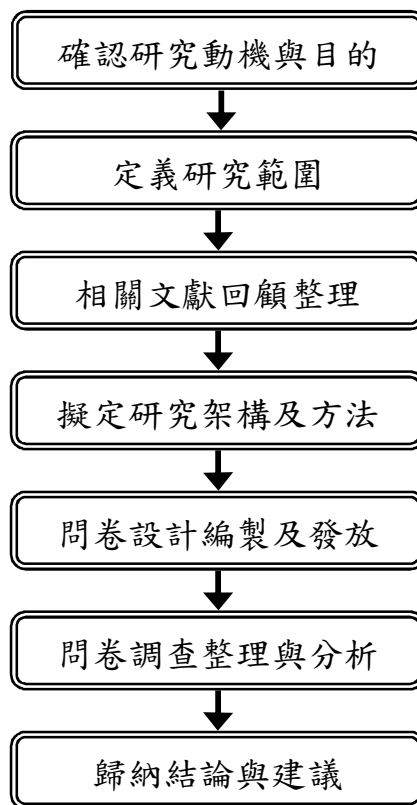 確認研究動機與目的
定義研究範圍
相關文獻回顧整理
擬定研究架構及方法
問卷設計編製及發放
問卷調查整理與分析
歸納結論與建議